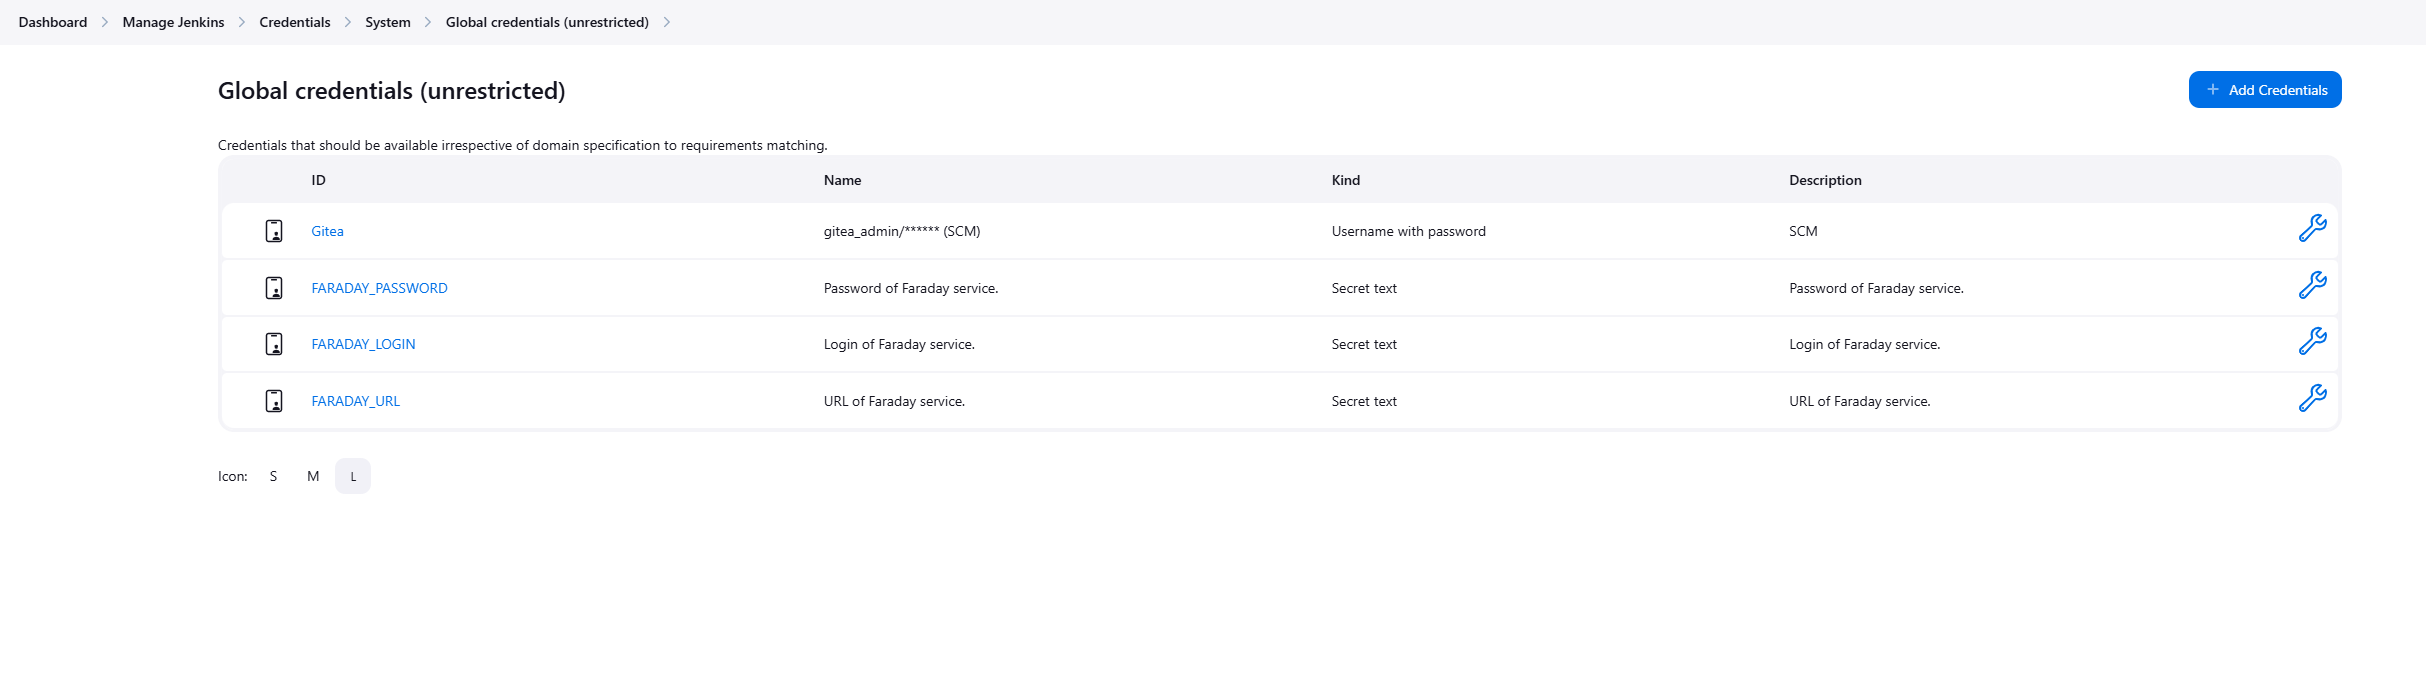 Dashboard > Manage Jenkins > Credentials > System > Global credentials (unrestricted) >
Global credentials (unrestricted)
+ Add Credentials
Credentials that should be available irrespective of domain specification to requirements matching.
ID Name Kind Description
Gitea gitea_admin/****** (SCM) Username with password SCM
FARADAY_PASSWORD Password of Faraday service. Secret text Password of Faraday service.
FARADAY_LOGIN Login of Faraday service. Secret text Login of Faraday service.
FARADAY_URL URL of Faraday service. Secret text URL of Faraday service.
Icon: S M L